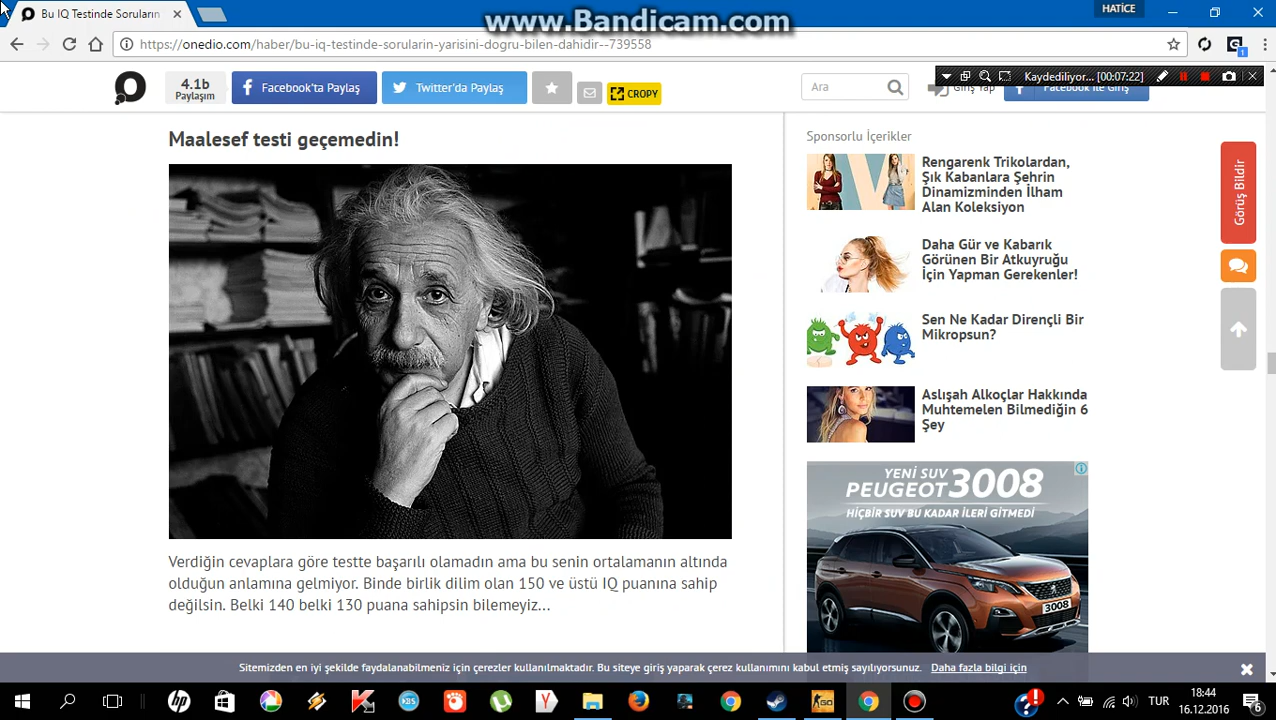 www.Bandicam.com
Bu IQ Testinde Soruların
HATİCE
https://onedio.com/haber/bu-iq-testinde-sorularin-yarisini-dogru-bilen-dahidir--739558
1
4.1b
Paylaşım
Facebook'ta Paylaş
Twitter'da Paylaş
CROPY
Ara
Kaydediliyor... [00:07:22]
Giriş Yap
Facebook ile Giriş
Maalesef testi geçemedin!
Verdiğin cevaplara göre testte başarılı olamadın ama bu senin ortalamanın altında
olduğun anlamına gelmiyor. Binde birlik dilim olan 150 ve üstü IQ puanına sahip
değilsin. Belki 140 belki 130 puana sahipsin bilemeyiz...
Sponsorlu İçerikler
Rengarenk Trikolardan,
Şık Kabanlara Şehrin
Dinamizminden İlham
Alan Koleksiyon
Daha Gür ve Kabarık
Görünen Bir Atkuyruğu
İçin Yapman Gerekenler!
Sen Ne Kadar Dirençli Bir
Mikropsun?
Aslışah Alkoçlar Hakkında
Muhtemelen Bilmediğin 6
Şey
YENİ SUV
PEUGEOT 3008
HİÇBİR SUV BU KADAR İLERİ GİTMEDİ
3008
Görüş Bildir
Sitemizden en iyi şekilde faydalanabilmeniz için çerezler kullanılmaktadır. Bu siteye giriş yaparak çerez kullanımını kabul etmiş sayılıyorsunuz. Daha fazla bilgi için
TUR
18:44
16.12.2016
6